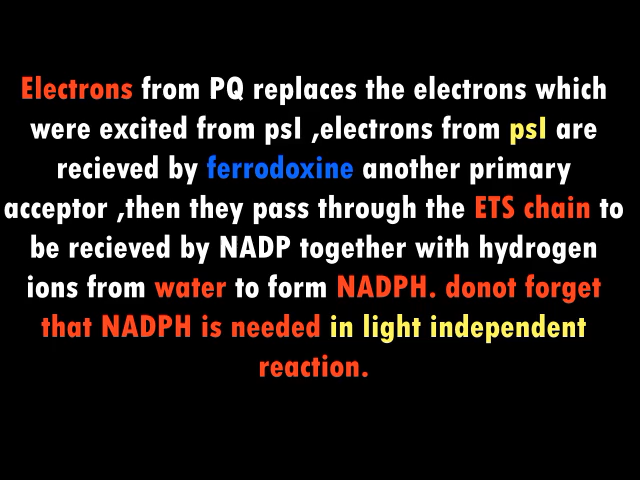 Electrons from PQ replaces the electrons which
were excited from psI ,electrons from psI are
recieved by ferrodoxine another primary
acceptor ,then they pass through the ETS chain to
be recieved by NADP together with hydrogen
ions from water to form NADPH. donot forget
that NADPH is needed in light independent
reaction.